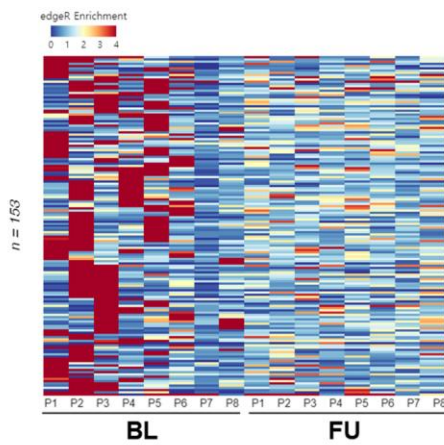 edgeR Enrichment
0 1 2 3 4
n = 153
P1 P2 P3 P4 P5 P6 P7 P8 P1 P2 P3 P4 P5 P6 P7 P8
BL FU